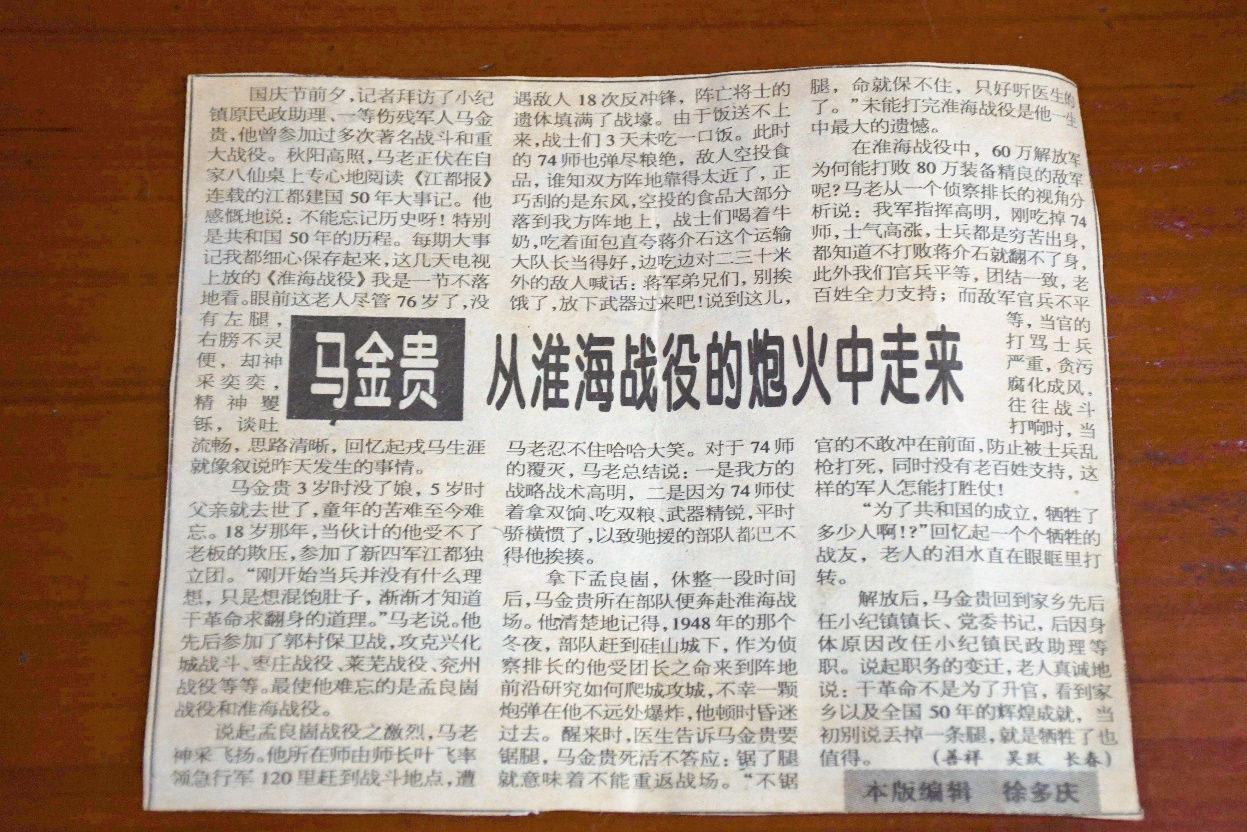 马金贵 从淮海战役的炮火中走来
国庆节前夕，记者拜访了小纪
镇原民政助理、一等伤残军人马金
贵，他曾参加过多次著名战斗和重
大战役。秋阳高照，马老正伏在自
家八仙桌上专心地阅读《江都报》
连载的江都建国50年大事记。他
感慨地说：不能忘记历史呀！特别
是共和国50年的历程。每期大事
记我都细心保存起来，这几天电视
上放的《淮海战役》我是一节不落
地看。眼前这老人尽管76岁了，没
有左腿，
右膀不灵
便，却神
采奕奕，
精神矍
铄，谈吐
流畅，思路清晰，回忆起戎马生涯
就像叙说昨天发生的事情。
马金贵3岁时没了娘，5岁时
父亲就去世了，童年的苦难至今难
忘。18岁那年，当伙计的他受不了
老板的欺压，参加了新四军江都独
立团。“刚开始当兵并没有什么理
想，只是想混饱肚子，渐渐才知道
干革命求翻身的道理。”马老说。他
先后参加了郭村保卫战，攻克兴化
城战斗、枣庄战役、莱芜战役、兖州
战役等等。最使他难忘的是孟良崮
战役和淮海战役。
说起孟良崮战役之激烈，马老
神采飞扬。他所在师由师长叶飞率
领急行军120里赶到战斗地点，遭
遇敌人18次反冲锋，阵亡将士的
遗体填满了战壕。由于饭送不上
来，战士们3天未吃一口饭。此时
的74师也弹尽粮绝，敌人空投食
品，谁知双方阵地靠得太近了，正
巧刮的是东风，空投的食品大部分
落到我方阵地上，战士们喝着牛
奶，吃着面包直夸蒋介石这个运输
大队长当得好，边吃边对二三十米
外的敌人喊话：蒋军弟兄们，别挨
饿了，放下武器过来吧！说到这儿，
马老忍不住哈哈大笑。对于74师
的覆灭，马老总结说：一是我方的
战略战术高明，二是因为74师仗
着拿双饷、吃双粮、武器精锐，平时
骄横惯了，以致驰援的部队都巴不
得他挨揍。
拿下孟良崮，休整一段时间
后，马金贵所在部队便奔赴淮海战
场。他清楚地记得，1948年的那个
冬夜，部队赶到硅山城下，作为侦
察排长的他受团长之命来到阵地
前沿研究如何爬城攻城，不幸一颗
炮弹在他不远处爆炸，他顿时昏迷
过去。醒来时，医生告诉马金贵要
锯腿，马金贵死活不答应：锯了腿
就意味着不能重返战场。“不锯
腿，命就保不住，只好听医生的
了。”未能打完淮海战役是他一生
中最大的遗憾。
在淮海战役中，60万解放军
为何能打败80万装备精良的敌军
呢？马老从一个侦察排长的视角分
析说：我军指挥高明，刚吃掉74
师，士气高涨，士兵都是穷苦出身，
都知道不打败蒋介石就翻不了身，
此外我们官兵平等，团结一致，老
百姓全力支持；而敌军官兵不平
等，当官的
打骂士兵
严重，贪污
腐化成风，
往往战斗
打响时，当
官的不敢冲在前面，防止被士兵乱
枪打死，同时没有老百姓支持，这
样的军人怎能打胜仗！
“为了共和国的成立，牺牲了
多少人啊！？”回忆起一个个牺牲的
战友，老人的泪水直在眼眶里打
转。
解放后，马金贵回到家乡先后
任小纪镇镇长、党委书记，后因身
体原因改任小纪镇民政助理等
职。说起职务的变迁，老人真诚地
说：干革命不是为了升官，看到家
乡以及全国50年的辉煌成就，当
初别说丢掉一条腿，就是牺牲了也
值得。 （善祥 吴跃 长春）
本版编辑 徐多庆